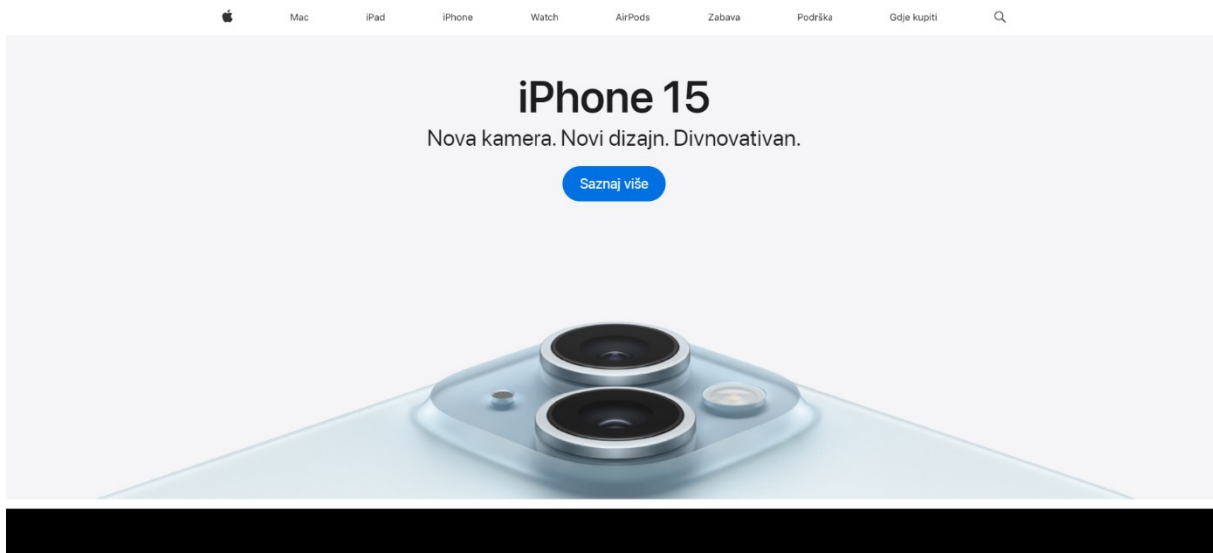 Mac iPad iPhone Watch AirPods Zabava Podrška Gdje kupiti
iPhone 15
Nova kamera. Novi dizajn. Divnovativan.
Saznaj više